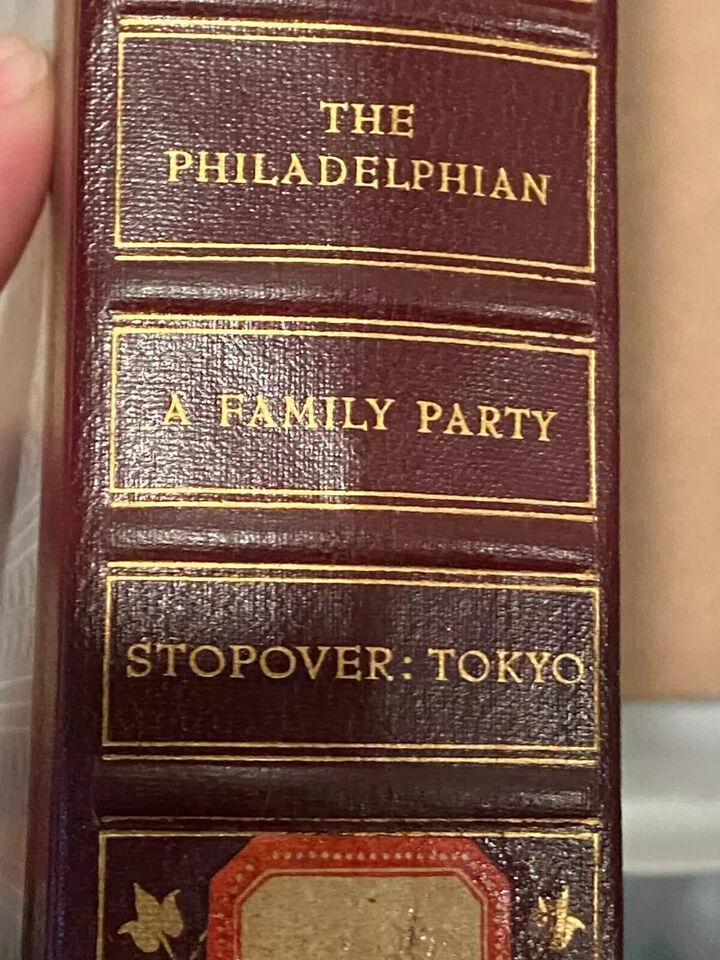 THE
PHILADELPHIAN
A FAMILY PARTY
STOPOVER: TOKYO